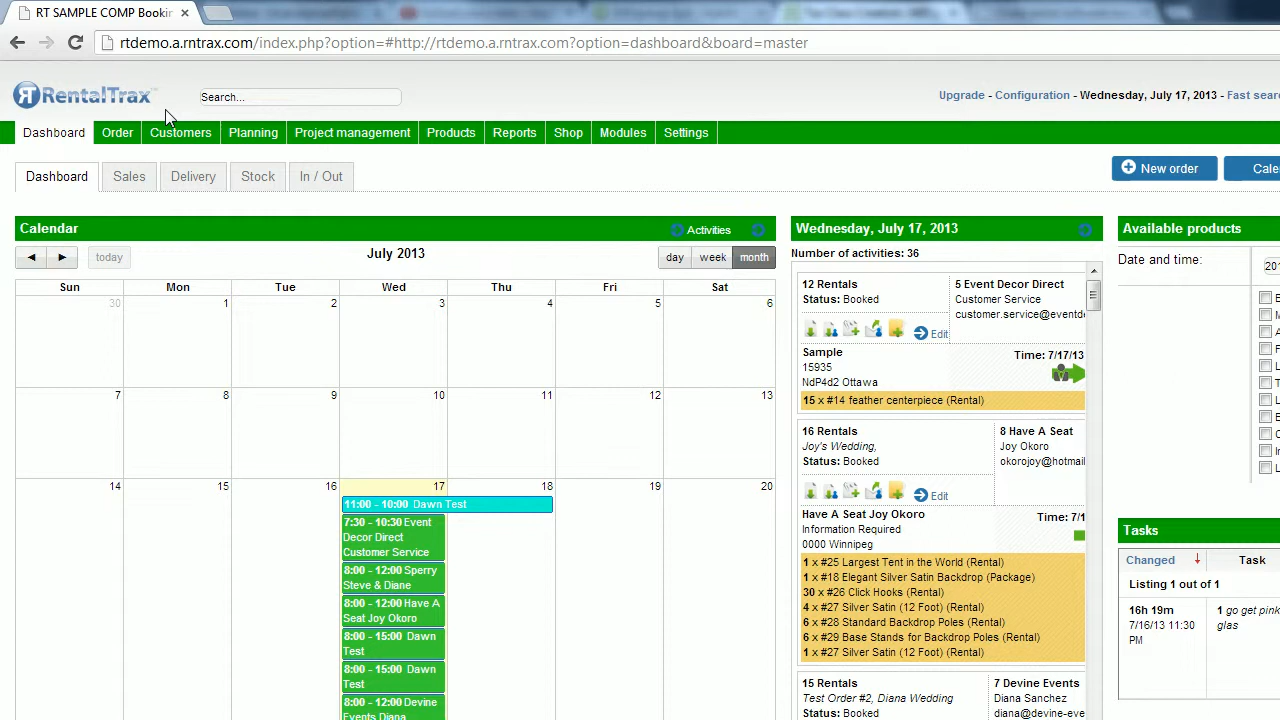 RT SAMPLE COMP Bookin
rtdemo.a.rntrax.com/index.php?option=#http://rtdemo.a.rntrax.com?option=dashboard&board=master
RentalTrax
Search...
Upgrade - Configuration - Wednesday, July 17, 2013 - Fast sear
Dashboard Order Customers Planning Project management Products Reports Shop Modules Settings
Dashboard Sales Delivery Stock In / Out
New order
Cale
Calendar
Activities
today
July 2013
day week month
Sun Mon Tue Wed Thu Fri Sat
30 1 2 3 4 5 6
7 8 9 10 11 12 13
14 15 16 17 18 19 20
11:00 - 10:00 Dawn Test
7:30 - 10:30 Event
Decor Direct
Customer Service
8:00 - 12:00 Sperry
Steve & Diane
8:00 - 12:00 Have A
Seat Joy Okoro
8:00 - 15:00 Dawn
Test
8:00 - 15:00 Dawn
Test
8:00 - 12:00 Devine
Events Diana
Wednesday, July 17, 2013
Number of activities: 36
12 Rentals
Status: Booked
5 Event Decor Direct
Customer Service
customer.service@eventde
Edit
Sample
15935
NdP4d2 Ottawa
Time: 7/17/13
15 x #14 feather centerpiece (Rental)
16 Rentals
Joy's Wedding,
Status: Booked
8 Have A Seat
Joy Okoro
okorojoy@hotmail
Edit
Have A Seat Joy Okoro
Information Required
0000 Winnipeg
Time: 7/1
1 x #25 Largest Tent in the World (Rental)
1 x #18 Elegant Silver Satin Backdrop (Package)
30 x #26 Click Hooks (Rental)
4 x #27 Silver Satin (12 Foot) (Rental)
6 x #28 Standard Backdrop Poles (Rental)
6 x #29 Base Stands for Backdrop Poles (Rental)
1 x #27 Silver Satin (12 Foot) (Rental)
15 Rentals
Test Order #2, Diana Wedding
Status: Booked
7 Devine Events
Diana Sanchez
diana@devine-eve
Available products
Date and time:
201
Tasks
Changed Task
Listing 1 out of 1
16h 19m
7/16/13 11:30
PM
1 go get pink
glas